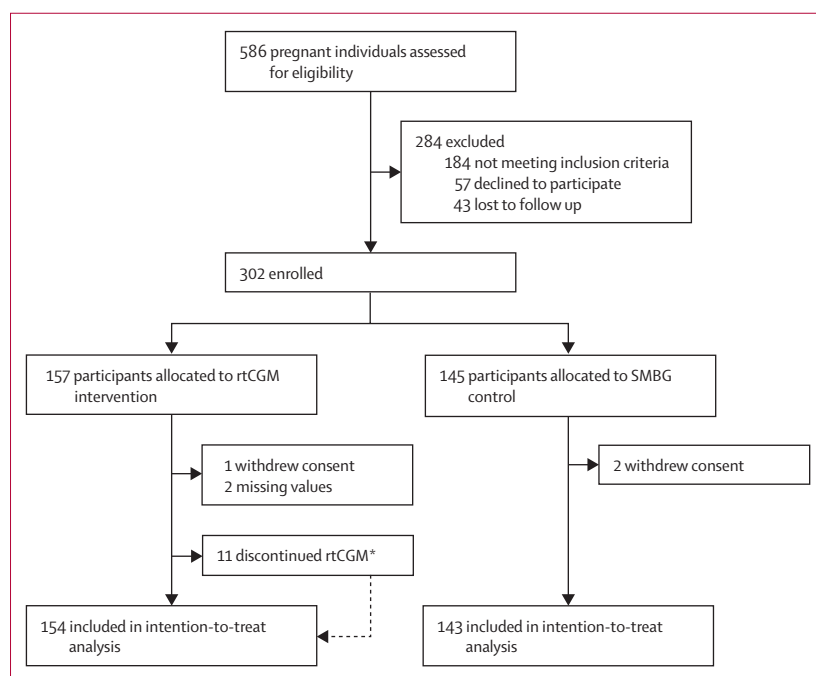 586 pregnant individuals assessed
for eligibility
284 excluded
184 not meeting inclusion criteria
57 declined to participate
43 lost to follow up
302 enrolled
157 participants allocated to rtCGM
intervention
145 participants allocated to SMBG
control
1 withdrew consent
2 missing values
2 withdrew consent
11 discontinued rtCGM*
154 included in intention-to-treat
analysis
143 included in intention-to-treat
analysis